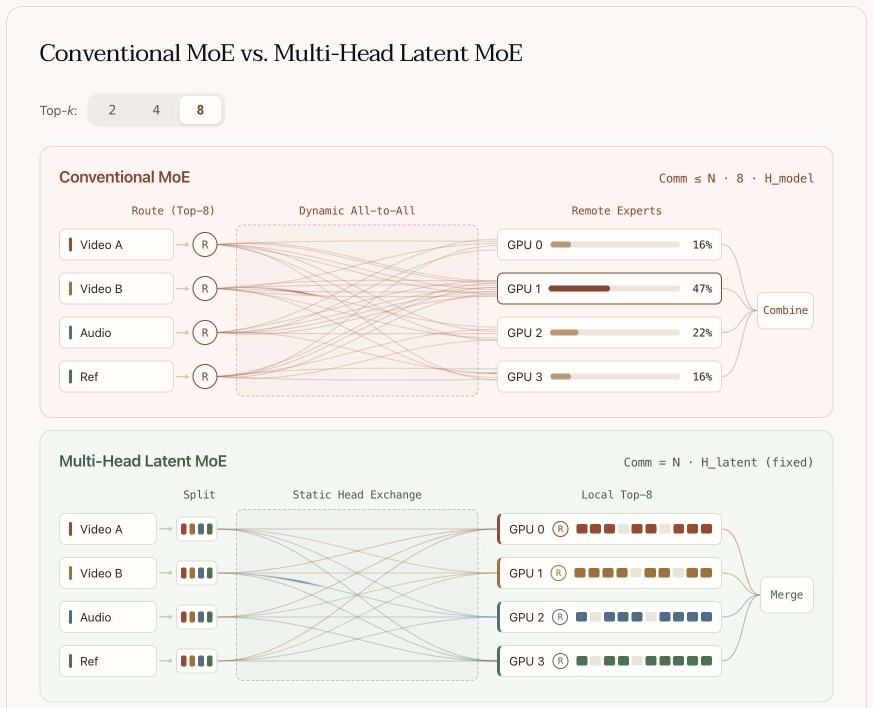 Conventional MoE vs. Multi-Head Latent MoE
Top-k: 2 4 8
Conventional MoE Comm ≤ N · 8 · H_model
Route (Top-8) Dynamic All-to-All Remote Experts
Video A R GPU 0 16%
Video B R GPU 1 47%
Combine
Audio R GPU 2 22%
Ref R GPU 3 16%
Multi-Head Latent MoE Comm = N · H_latent (fixed)
Split Static Head Exchange Local Top-8
Video A GPU 0 R
Video B GPU 1 R
Merge
Audio GPU 2 R
Ref GPU 3 R